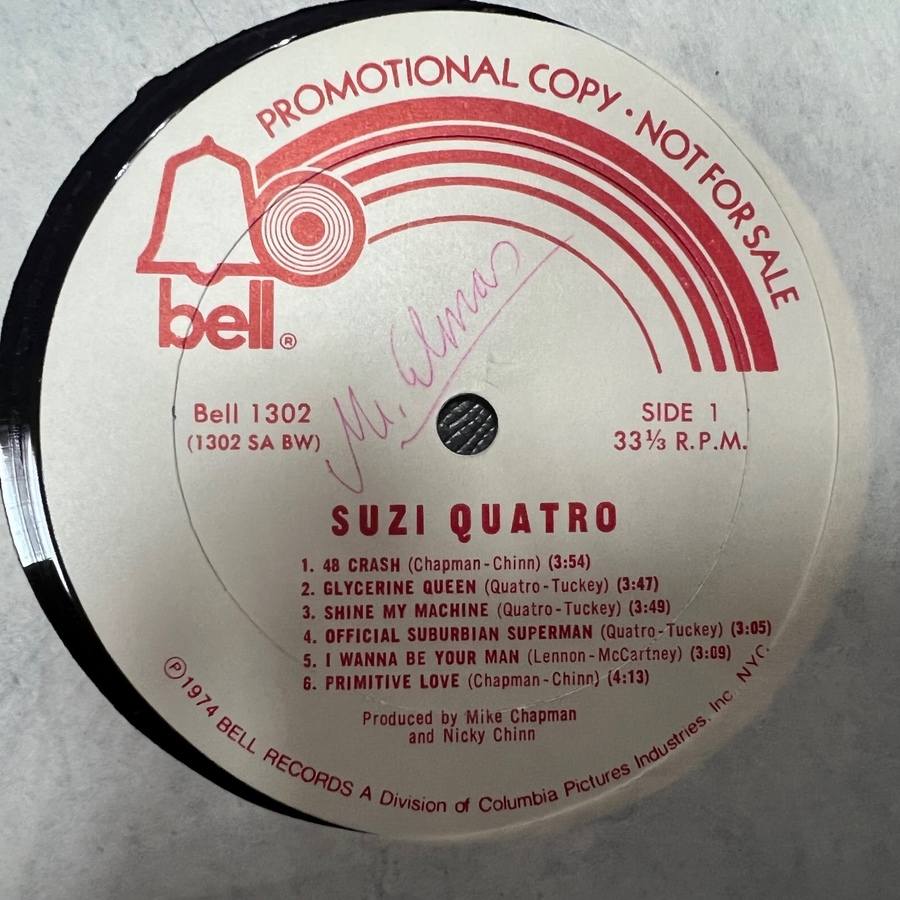 PROMOTIONAL COPY · NOT FOR SALE
bell®
Bell 1302
(1302 SA BW)
SIDE 1
33⅓ R.P.M.
SUZI QUATRO
1. 48 CRASH (Chapman-Chinn) (3:54)
2. GLYCERINE QUEEN (Quatro-Tuckey) (3:47)
3. SHINE MY MACHINE (Quatro-Tuckey) (3:49)
4. OFFICIAL SUBURBIAN SUPERMAN (Quatro-Tuckey) (3:05)
5. I WANNA BE YOUR MAN (Lennon-McCartney) (3:09)
6. PRIMITIVE LOVE (Chapman-Chinn) (4:13)
Produced by Mike Chapman
and Nicky Chinn
℗1974 BELL RECORDS A Division of Columbia Pictures Industries, Inc. N.Y.C.